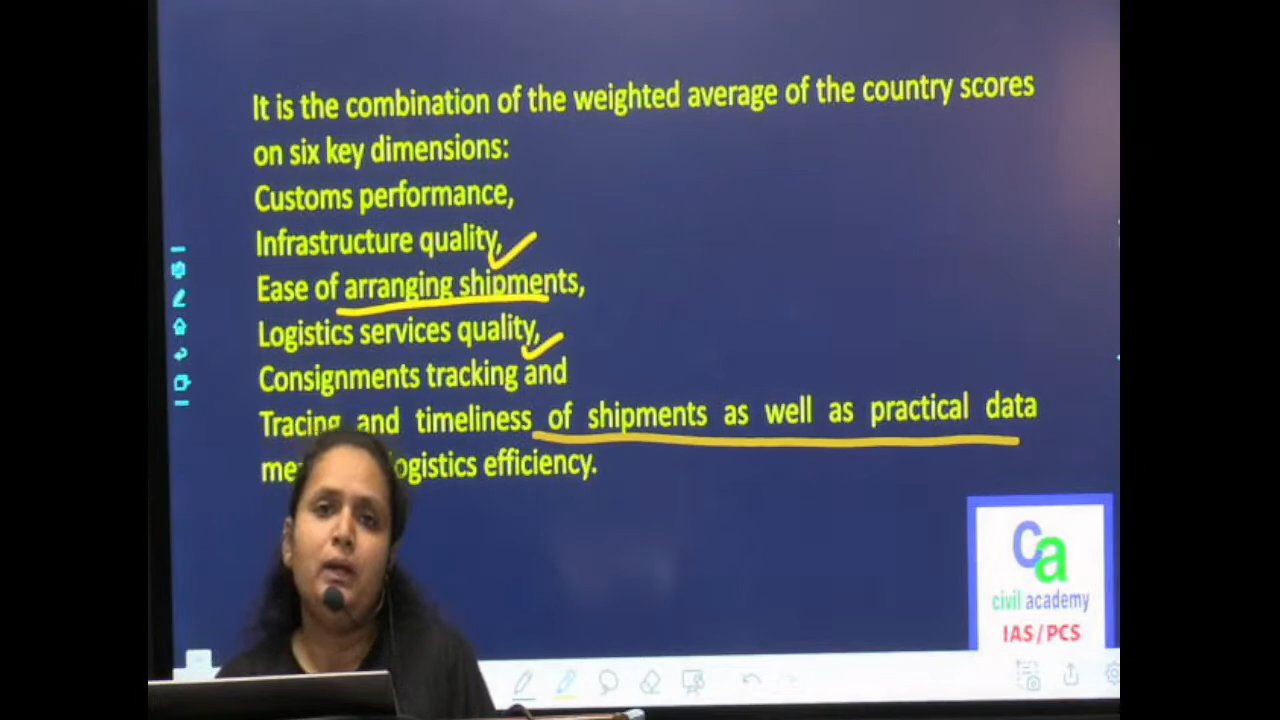 It is the combination of the weighted average of the country scores
on six key dimensions:
Customs performance,
Infrastructure quality,
Ease of arranging shipments,
Logistics services quality,
Consignments tracking and
Tracing and timeliness of shipments as well as practical data
logistics efficiency.
ca
civil academy
IAS/PCS